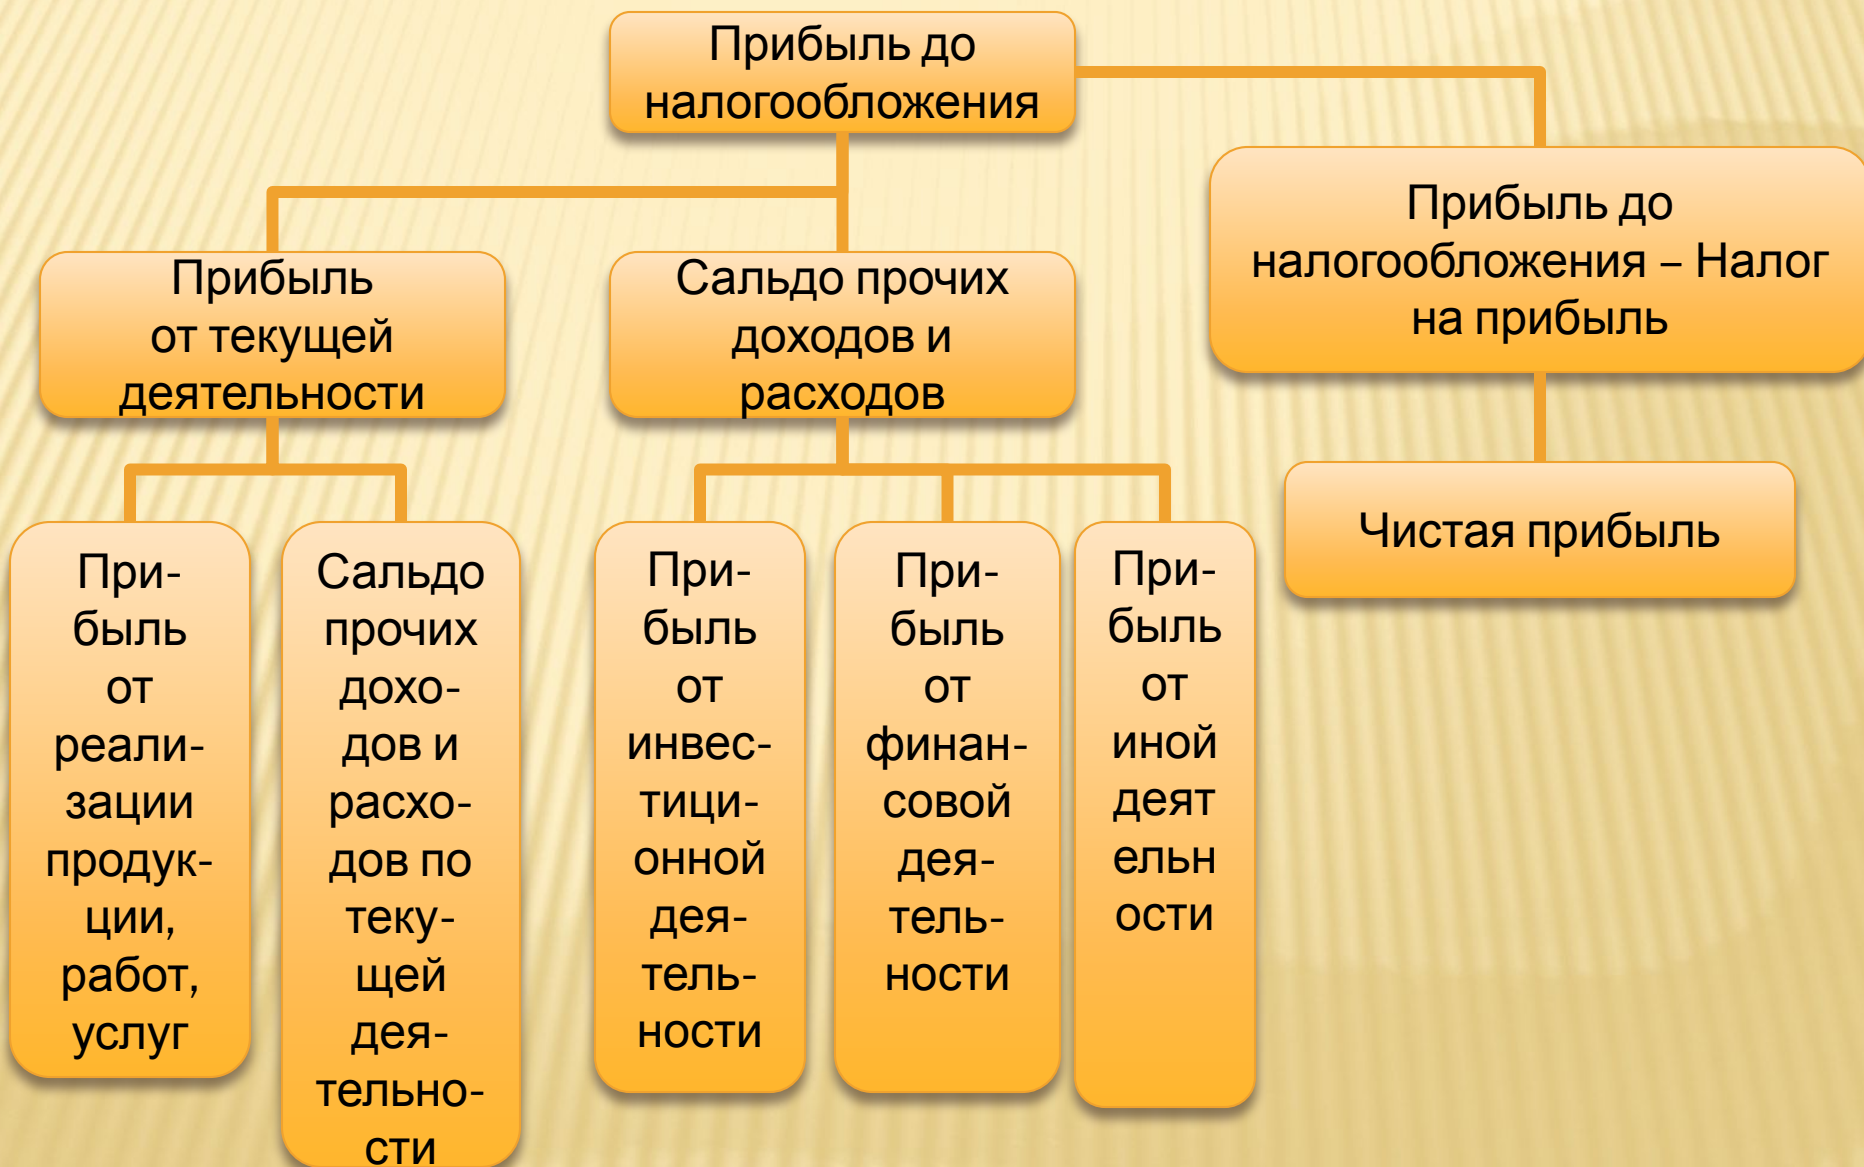 Прибыль до
налогообложения
Прибыль до
налогообложения – Налог
на прибыль
Прибыль
от текущей
деятельности
Сальдо прочих
доходов и
расходов
Чистая прибыль
При-
быль
от
реали-
зации
продук-
ции,
работ,
услуг
Сальдо
прочих
дохо-
дов и
расхо-
дов по
теку-
щей
дея-
тельно-
сти
При-
быль
от
инвес-
тици-
онной
дея-
тель-
ности
При-
быль
от
финан-
совой
дея-
тель-
ности
При-
быль
от
иной
деят
ельн
ости